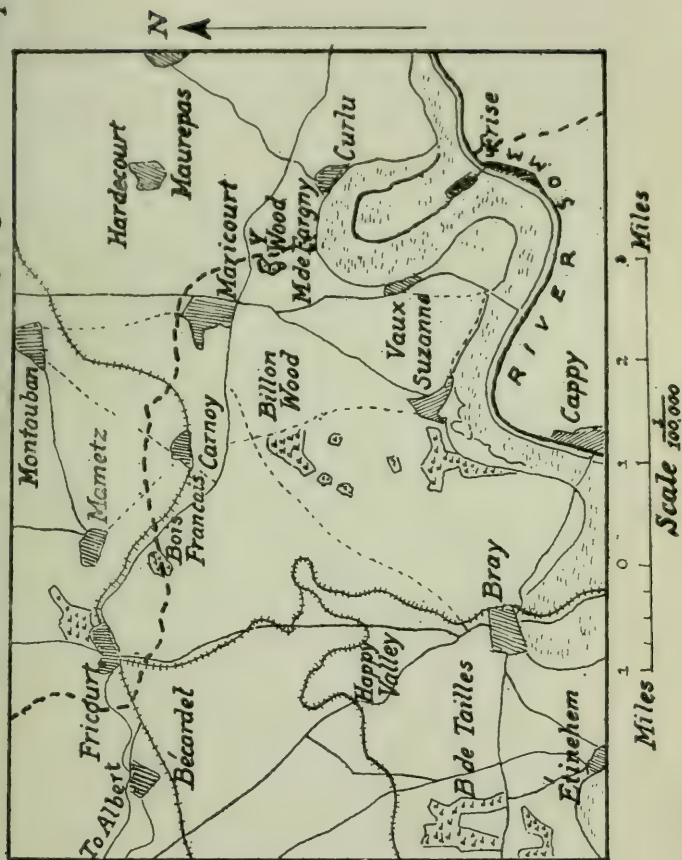 N
Montauban
Hardecourt
Maurepas
Mametz
Fricourt
To Albert
Bécordel
Bois
Français
Carnoy
Maricourt
Y
Wood
M de Fargny
Curlu
Billon
Wood
Happy
Valley
Vaux
Suzanne
Frise
RIVER SOMME
B de Tailles
Bray
Cappy
Etinehem
Miles 1 0 1 2 3 Miles
Scale 1/100,000